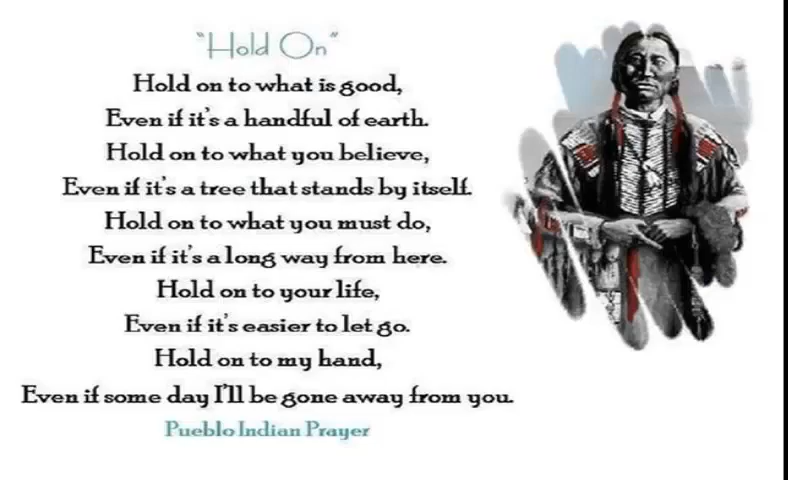 "Hold On"
Hold on to what is good,
Even if it's a handful of earth.
Hold on to what you believe,
Even if it's a tree that stands by itself.
Hold on to what you must do,
Even if it's a long way from here.
Hold on to your life,
Even if it's easier to let go.
Hold on to my hand,
Even if some day I'll be gone away from you.
Pueblo Indian Prayer